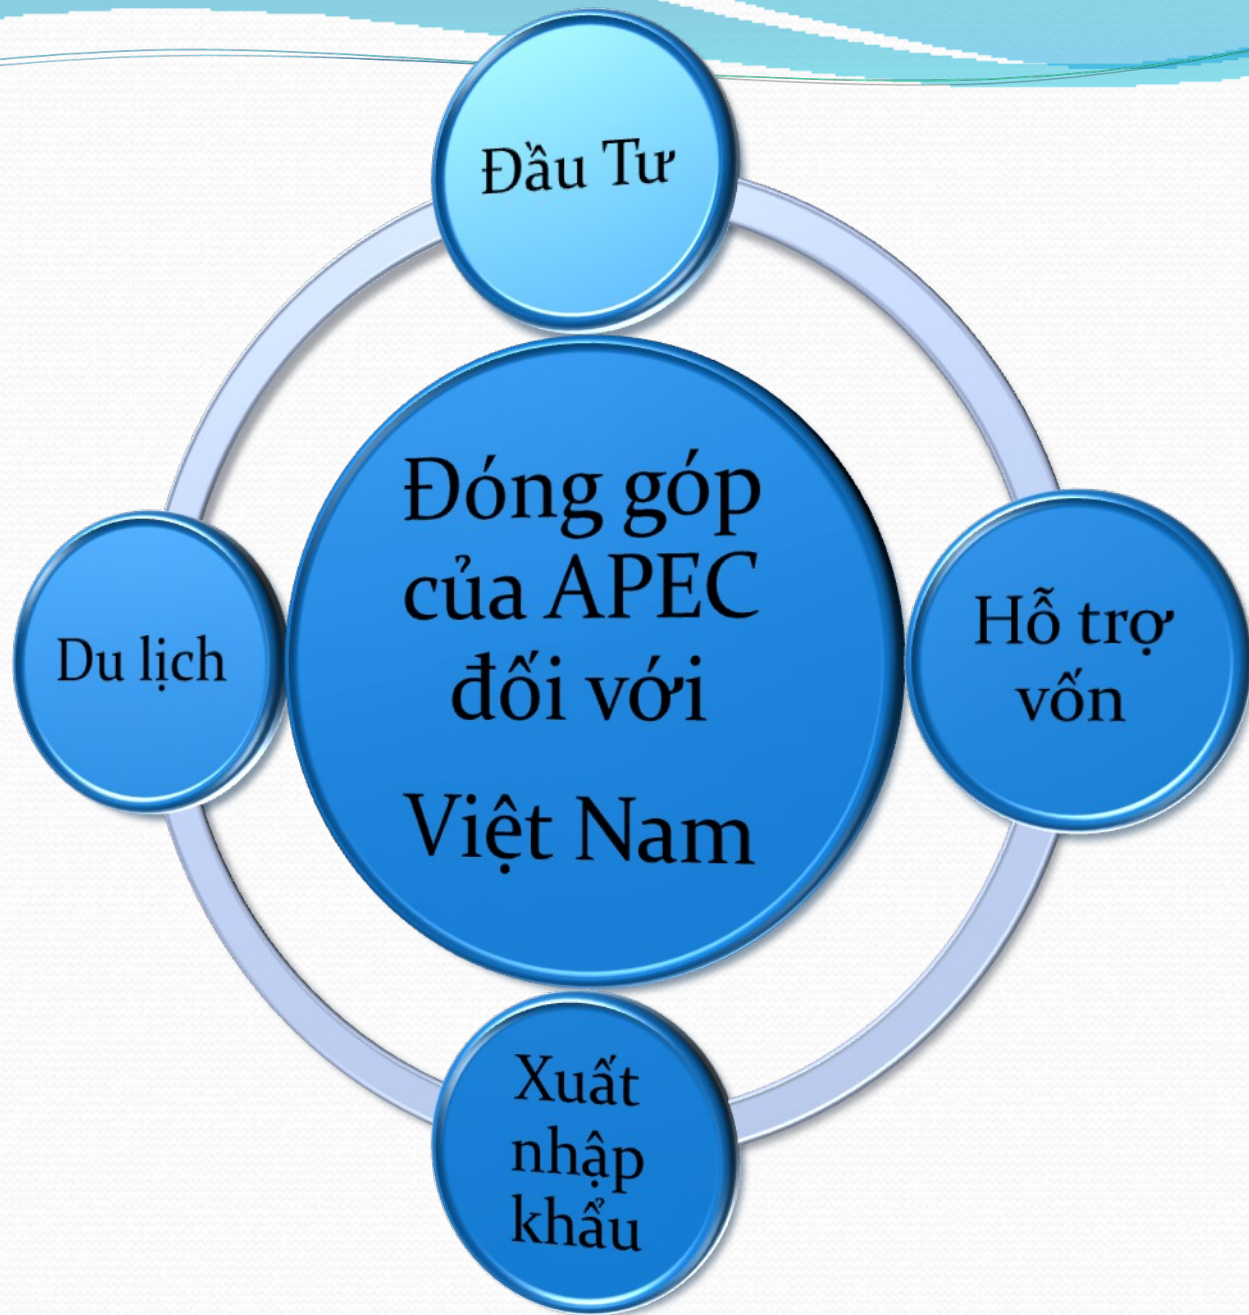 Đầu Tư
Đóng góp
của APEC
đối với
Việt Nam
Hỗ trợ
vốn
Xuất
nhập
khẩu
Du lịch